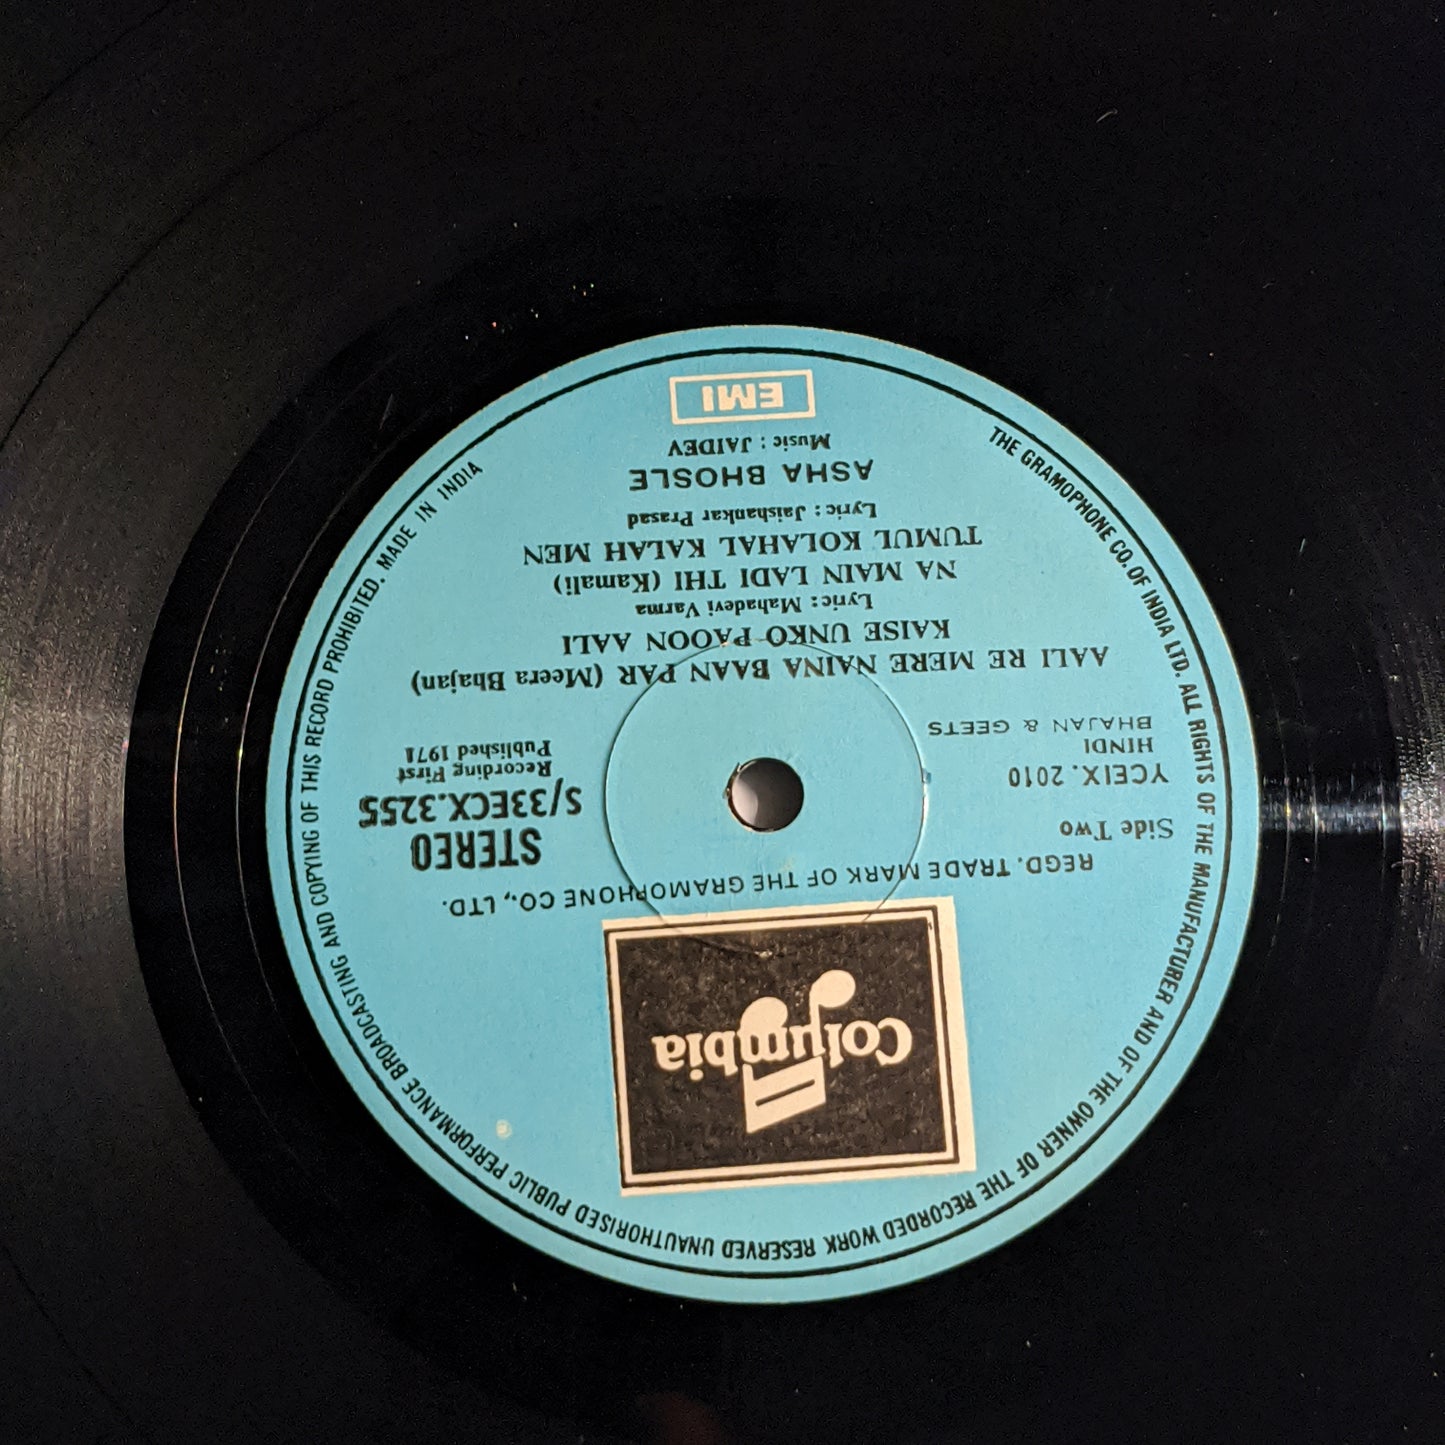 Columbia
REGD. TRADE MARK OF THE GRAMOPHONE CO., LTD.
Side Two
YCEIX. 2010
HINDI
BHAJAN & GEETS
STEREO
S/33ECX.3255
Recording First
Published 1971
AALI RE MERE NAINA BAAN PAR (Meera Bhajan)
KAISE UNKO PAOON AALI
Lyric: Mahadevi Varma
NA MAIN LADI THI (Kamali)
TUMUL KOLAHAL KALAH MEN
Lyric : Jaishankar Prasad
ASHA BHOSLE
Music : JAIDEV
EMI
THE GRAMOPHONE CO. OF INDIA LTD. ALL RIGHTS OF THE MANUFACTURER AND OF THE OWNER OF THE RECORDED WORK RESERVED UNAUTHORISED PUBLIC PERFORMANCE BROADCASTING AND COPYING OF THIS RECORD PROHIBITED. MADE IN INDIA